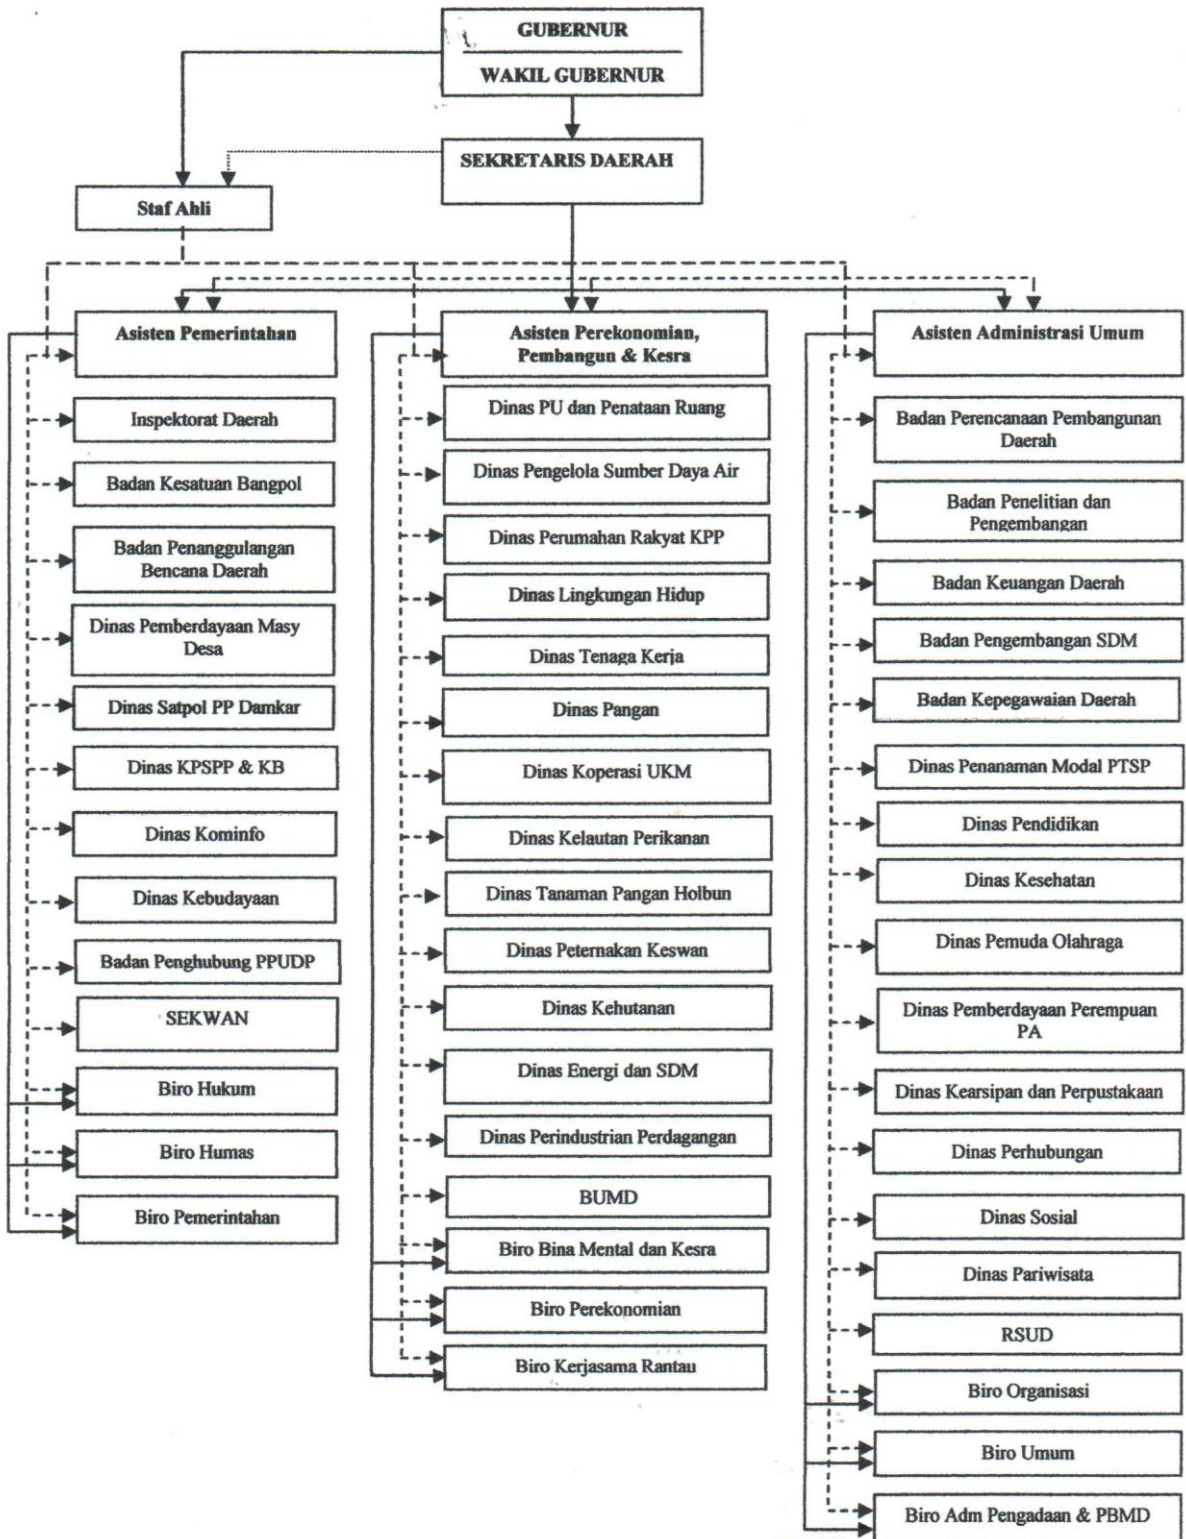 GUBERNUR
WAKIL GUBERNUR
SEKRETARIS DAERAH
Staf Ahli
Asisten Pemerintahan
Inspektorat Daerah
Badan Kesatuan Bangpol
Badan Penanggulangan
Bencana Daerah
Dinas Pemberdayaan Masy
Desa
Dinas Satpol PP Damkar
Dinas KPSPP & KB
Dinas Kominfo
Dinas Kebudayaan
Badan Penghubung PPUDP
SEKWAN
Biro Hukum
Biro Humas
Biro Pemerintahan
Asisten Perekonomian,
Pembangun & Kesra
Dinas PU dan Penataan Ruang
Dinas Pengelola Sumber Daya Air
Dinas Perumahan Rakyat KPP
Dinas Lingkungan Hidup
Dinas Tenaga Kerja
Dinas Pangan
Dinas Koperasi UKM
Dinas Kelautan Perikanan
Dinas Tanaman Pangan Holbun
Dinas Peternakan Keswan
Dinas Kehutanan
Dinas Energi dan SDM
Dinas Perindustrian Perdagangan
BUMD
Biro Bina Mental dan Kesra
Biro Perekonomian
Biro Kerjasama Rantau
Asisten Administrasi Umum
Badan Perencanaan Pembangunan
Daerah
Badan Penelitian dan
Pengembangan
Badan Keuangan Daerah
Badan Pengembangan SDM
Badan Kepegawaian Daerah
Dinas Penanaman Modal PTSP
Dinas Pendidikan
Dinas Kesehatan
Dinas Pemuda Olahraga
Dinas Pemberdayaan Perempuan
PA
Dinas Kearsipan dan Perpustakaan
Dinas Perhubungan
Dinas Sosial
Dinas Pariwisata
RSUD
Biro Organisasi
Biro Umum
Biro Adm Pengadaan & PBMD